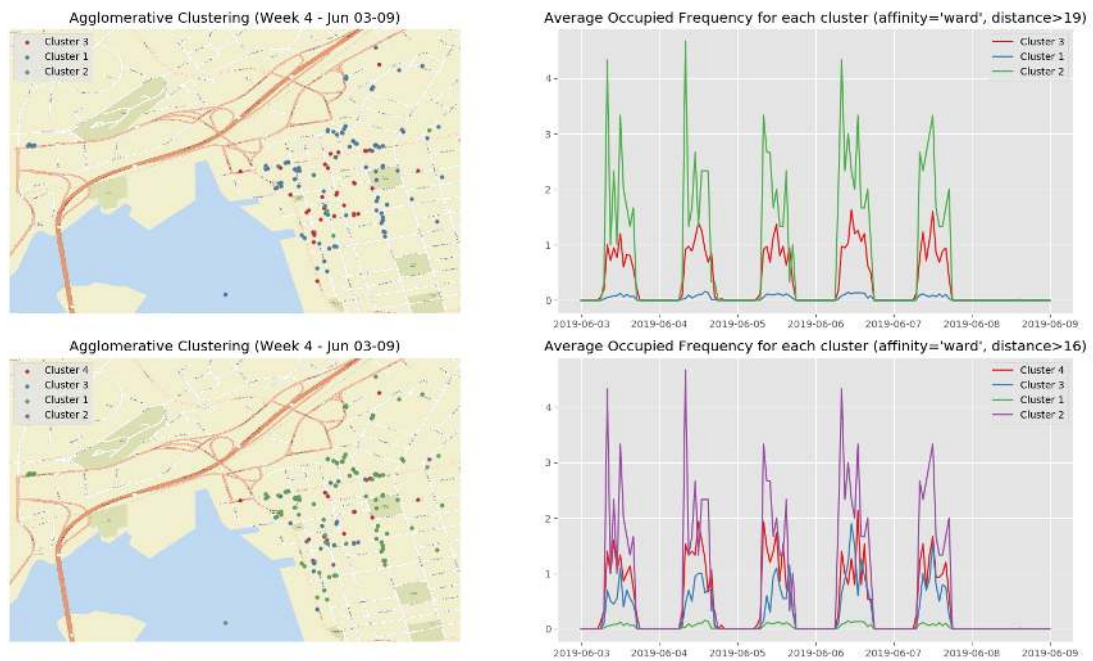 Agglomerative Clustering (Week 4 - Jun 03-09)
Cluster 3
Cluster 1
Cluster 2
Average Occupied Frequency for each cluster (affinity='ward', distance>19)
Cluster 3
Cluster 1
Cluster 2
4
3
2
1
0
2019-06-03 2019-06-04 2019-06-05 2019-06-06 2019-06-07 2019-06-08 2019-06-09
Agglomerative Clustering (Week 4 - Jun 03-09)
Cluster 4
Cluster 3
Cluster 1
Cluster 2
Average Occupied Frequency for each cluster (affinity='ward', distance>16)
Cluster 4
Cluster 3
Cluster 1
Cluster 2
4
3
2
1
0
2019-06-03 2019-06-04 2019-06-05 2019-06-06 2019-06-07 2019-06-08 2019-06-09